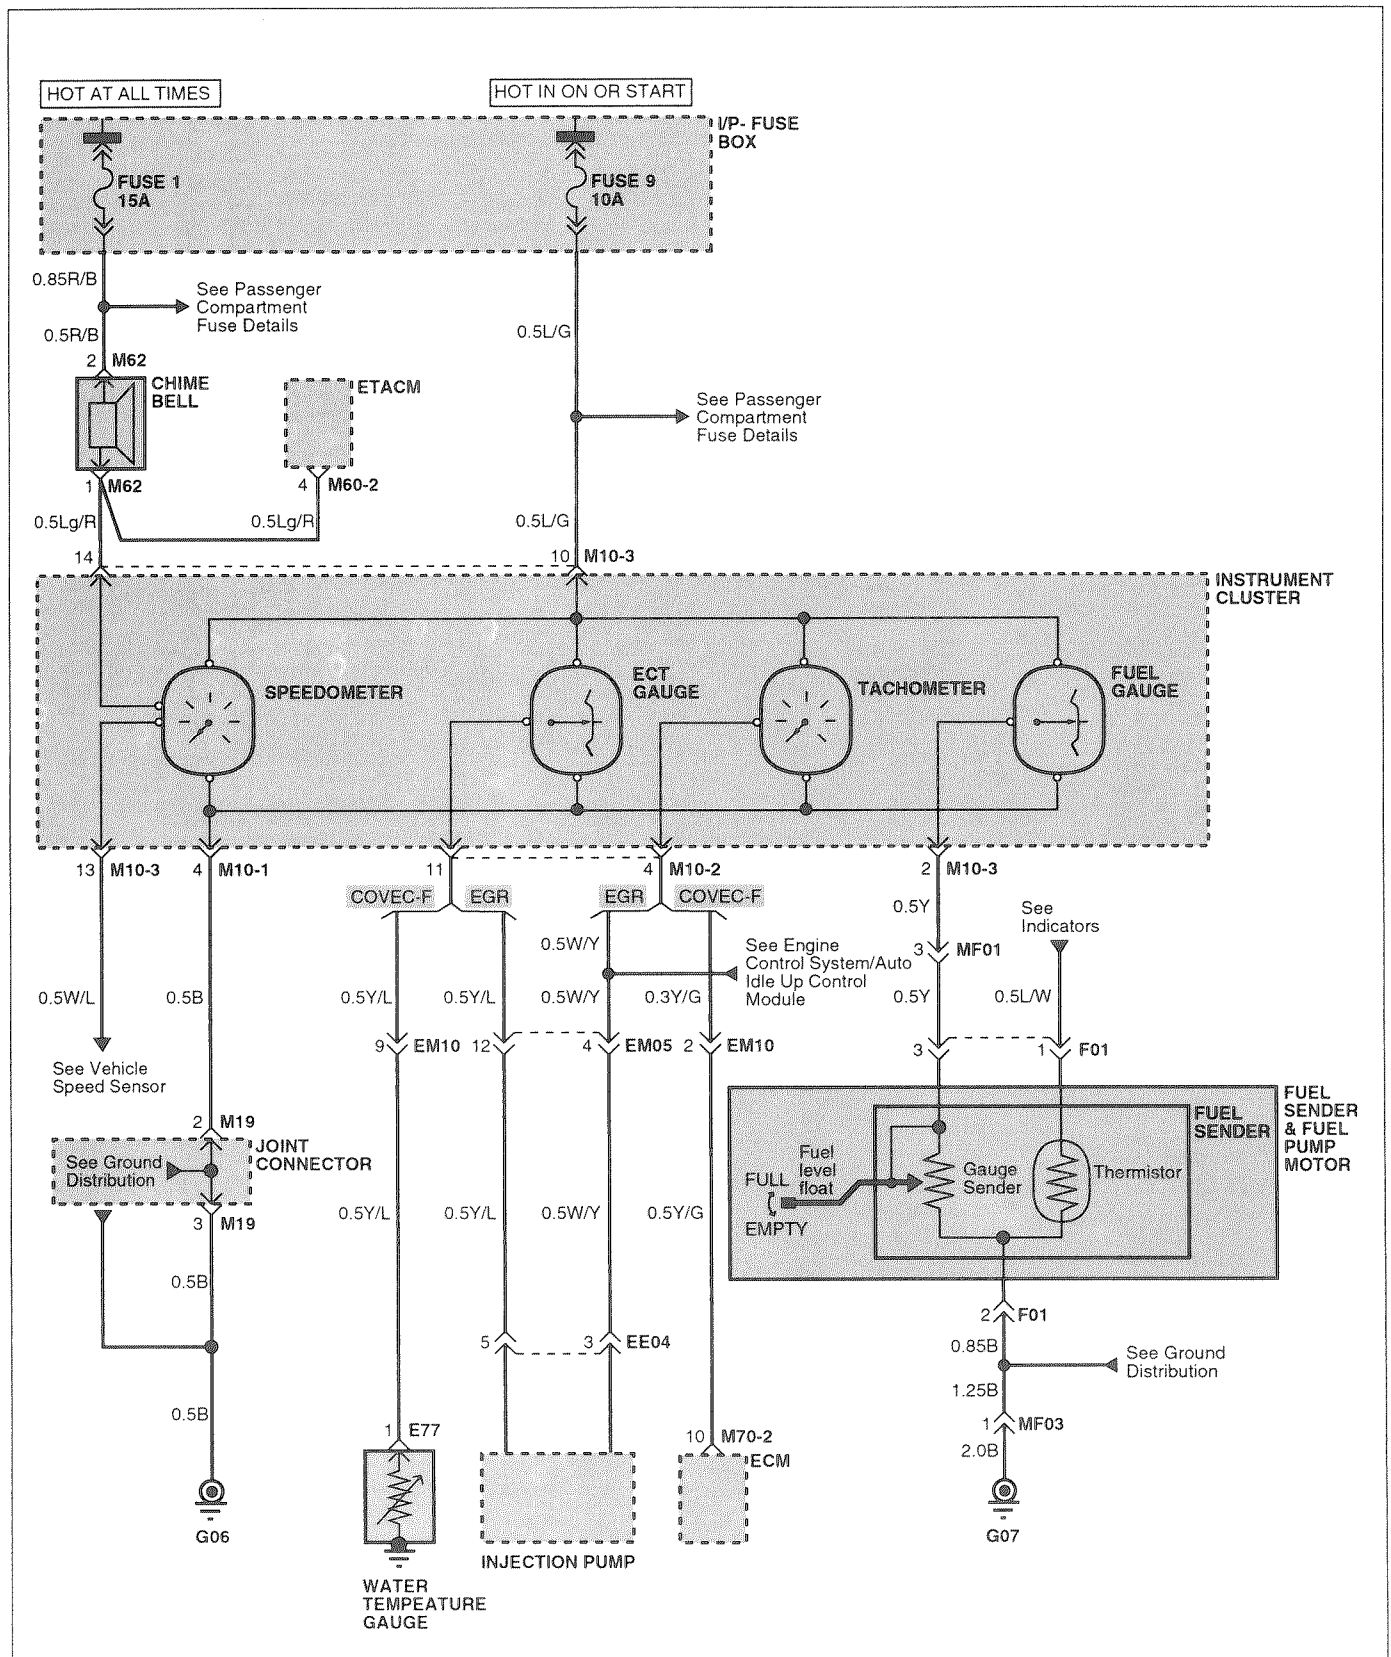 HOT AT ALL TIMES
HOT IN ON OR START
I/P- FUSE
BOX
FUSE 1
15A
FUSE 9
10A
0.85R/B
See Passenger
Compartment
Fuse Details
0.5R/B
0.5L/G
2 M62
CHIME
BELL
ETACM
See Passenger
Compartment
Fuse Details
1 M62
4 M60-2
0.5Lg/R
0.5Lg/R
0.5L/G
14
10 M10-3
INSTRUMENT
CLUSTER
SPEEDOMETER
ECT
GAUGE
TACHOMETER
FUEL
GAUGE
13 M10-3
4 M10-1
11
4 M10-2
2 M10-3
COVEC-F
EGR
EGR
COVEC-F
0.5Y
See
Indicators
0.5W/Y
See Engine
Control System/Auto
Idle Up Control
Module
3 MF01
0.5W/L
0.5B
0.5Y/L
0.5Y/L
0.5W/Y
0.3Y/G
0.5Y
0.5L/W
9 EM10
12
4 EM05
2 EM10
3
1 F01
See Vehicle
Speed Sensor
FUEL
SENDER
& FUEL
PUMP
MOTOR
FUEL
SENDER
2 M19
JOINT
CONNECTOR
See Ground
Distribution
Fuel
level
float
FULL
EMPTY
Gauge
Sender
Thermistor
3 M19
0.5Y/L
0.5Y/L
0.5W/Y
0.5Y/G
0.5B
2 F01
5
3 EE04
0.85B
See Ground
Distribution
1.25B
0.5B
1 E77
10 M70-2
1 MF03
2.0B
ECM
G06
G07
INJECTION PUMP
WATER
TEMPEATURE
GAUGE